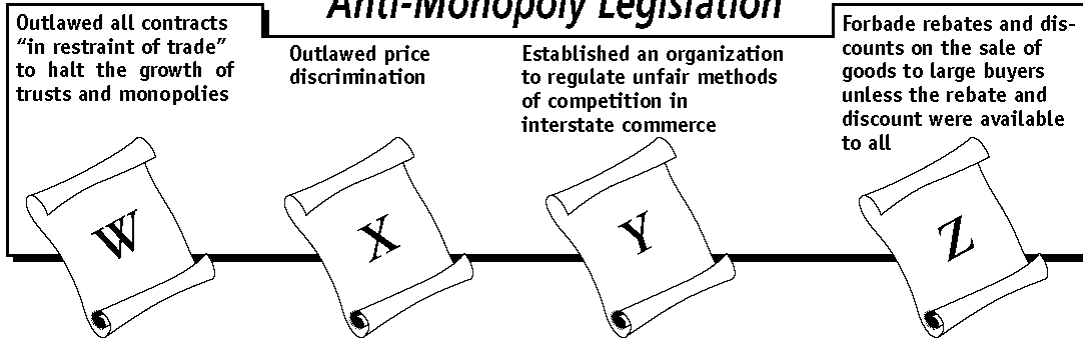 Anti-Monopoly Legislation
Outlawed all contracts
“in restraint of trade”
to halt the growth of
trusts and monopolies
Outlawed price
discrimination
Established an organization
to regulate unfair methods
of competition in
interstate commerce
Forbade rebates and dis-
counts on the sale of
goods to large buyers
unless the rebate and
discount were available
to all
W
X
Y
Z